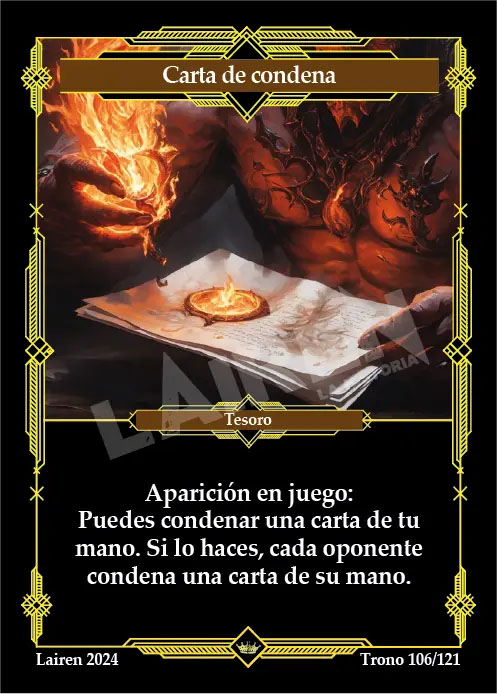 Carta de condena
LAIREN
Tesoro
Aparición en juego:
Puedes condenar una carta de tu
mano. Si lo haces, cada oponente
condena una carta de su mano.
Lairen 2024
Trono 106/121